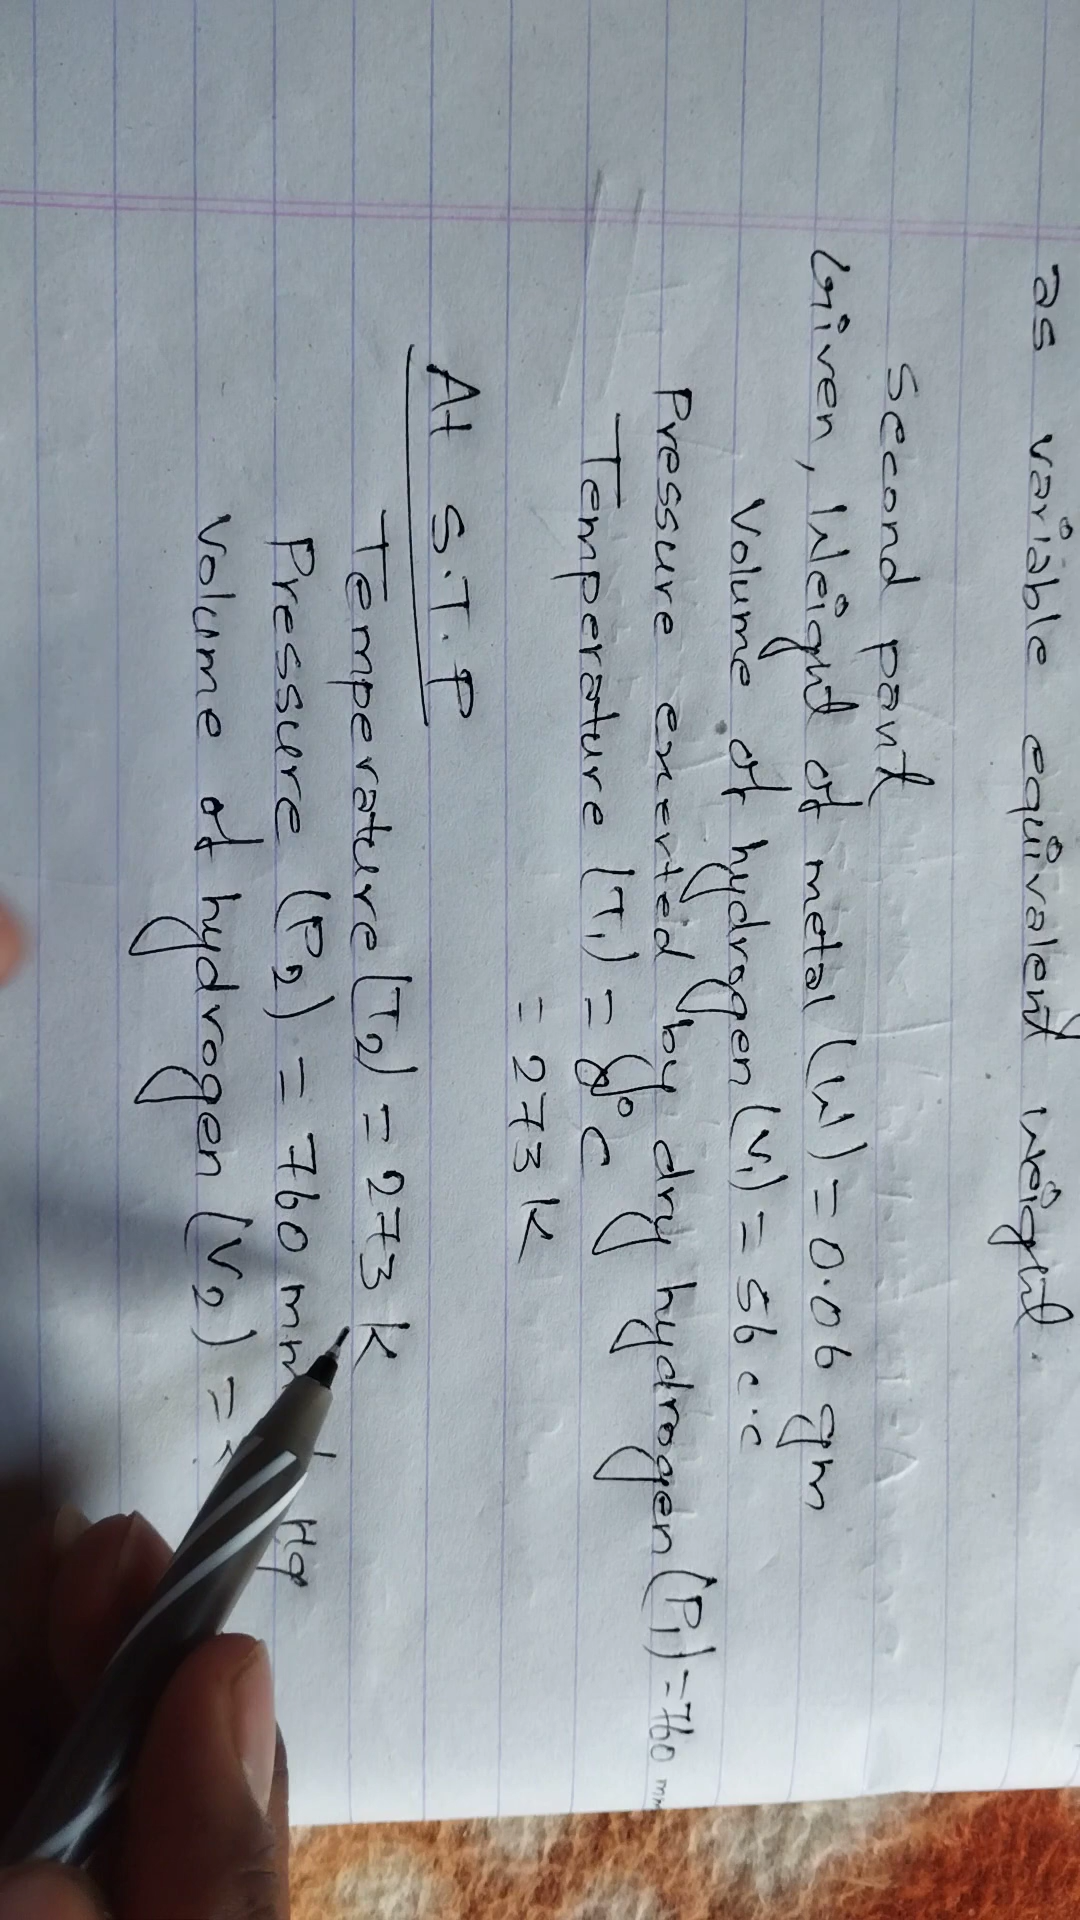 as variable equivalent weight.
Second part
Given, Weight of metal (W) = 0.06 gm
Volume of hydrogen (V1) = 56 c.c
Pressure exerted by dry hydrogen (P1) = 760 mm
Temperature (T1) = 0°C
= 273 K
At S.T.P
Temperature (T2) = 273 K
Pressure (P2) = 760 mm Hg
Volume of hydrogen (V2) =